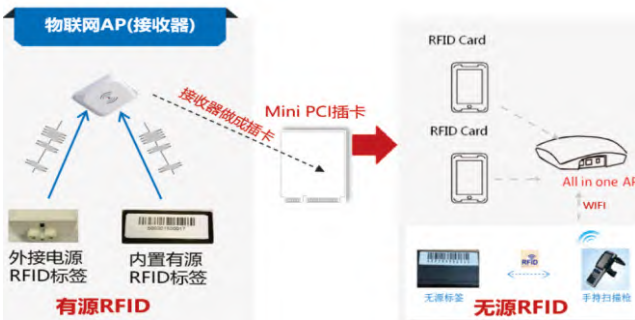 物联网AP(接收器)
接收器做成插卡
外接电源
RFID标签
内置有源
RFID标签
有源RFID
Mini PCI插卡
RFID Card
RFID Card
All in one AP
WIFI
RFID
无源标签
手持扫描枪
无源RFID